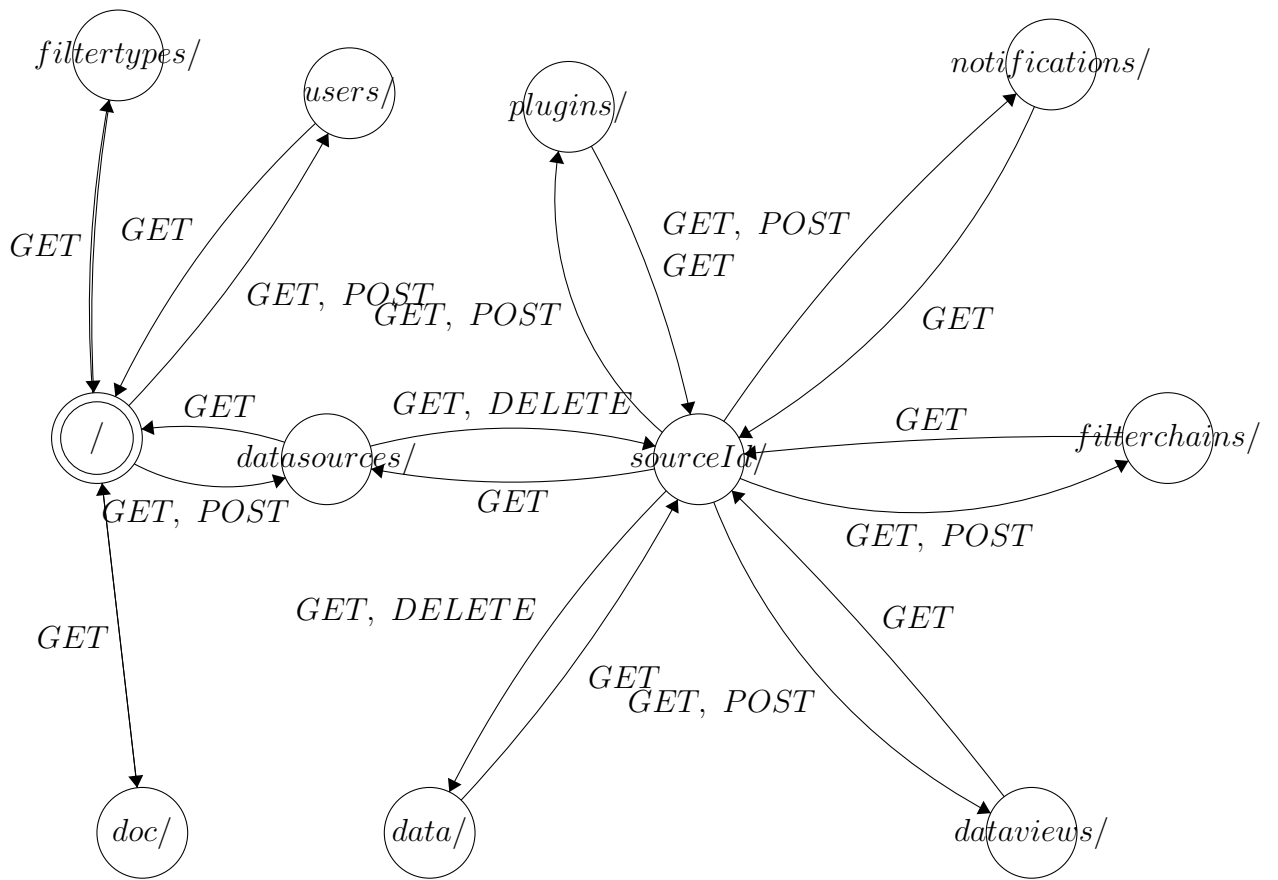 filtertypes/
notifications/
users/
plugins/
GET, POST
GET
GET
GET
GET, POST
GET, POST
GET
GET, DELETE
GET
GET
/
filterchains/
datasources/
sourceId/
GET
GET, POST
GET, POST
GET, DELETE
GET
GET
GET
GET, POST
doc/
data/
dataviews/